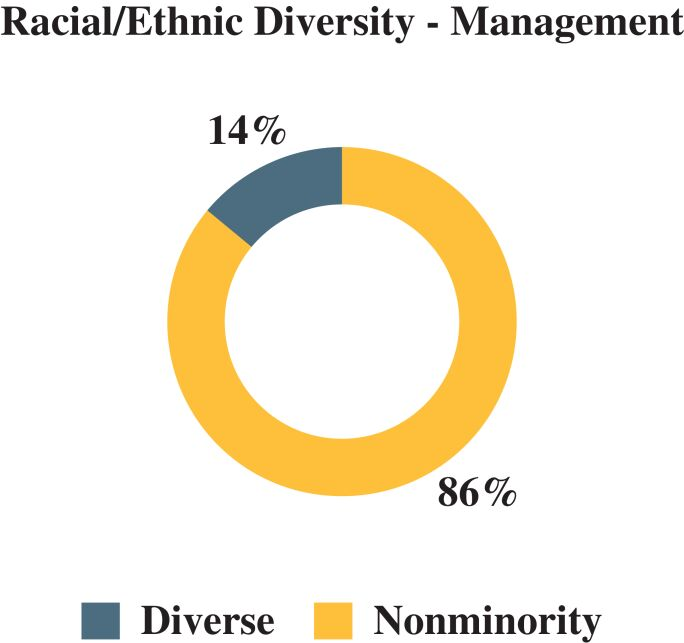 Racial/Ethnic Diversity - Management
14%
86%
Diverse Nonminority